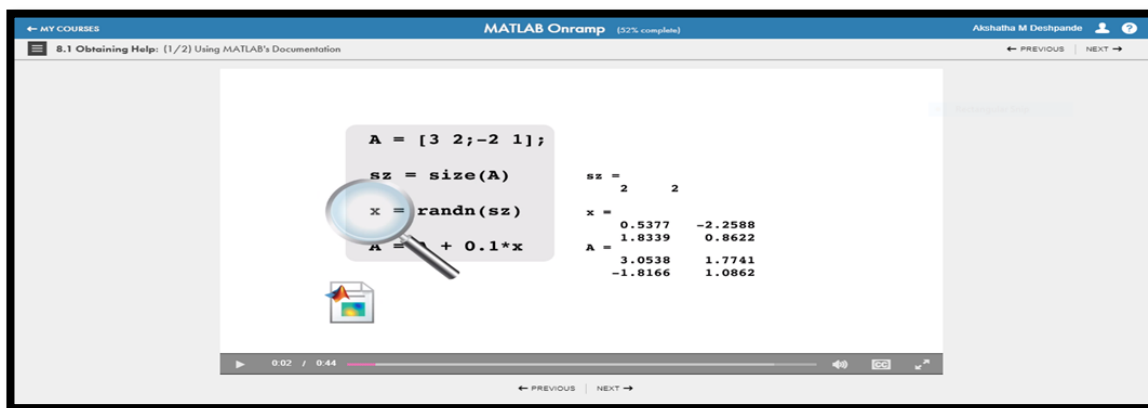 ← MY COURSES MATLAB Onramp (52% complete) Akshatha M Deshpande ?
8.1 Obtaining Help: (1/2) Using MATLAB's Documentation ← PREVIOUS | NEXT →
A = [3 2;-2 1];
sz = size(A)
x = randn(sz)
A = + 0.1*x
sz =
2 2
x =
0.5377 -2.2588
1.8339 0.8622
A =
3.0538 1.7741
-1.8166 1.0862
0:02 / 0:44 CC
← PREVIOUS | NEXT →